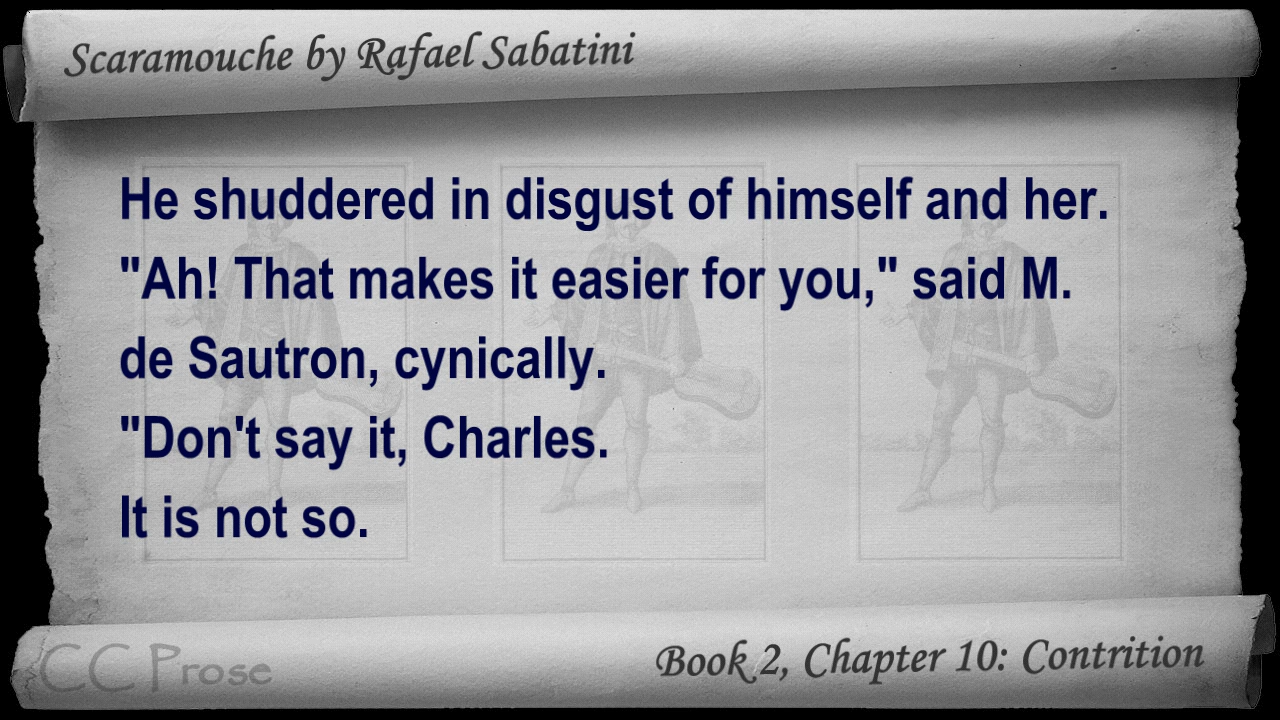 Scaramouche by Rafael Sabatini
He shuddered in disgust of himself and her.
"Ah! That makes it easier for you," said M.
de Sautron, cynically.
"Don't say it, Charles.
It is not so.
CC Prose
Book 2, Chapter 10: Contrition